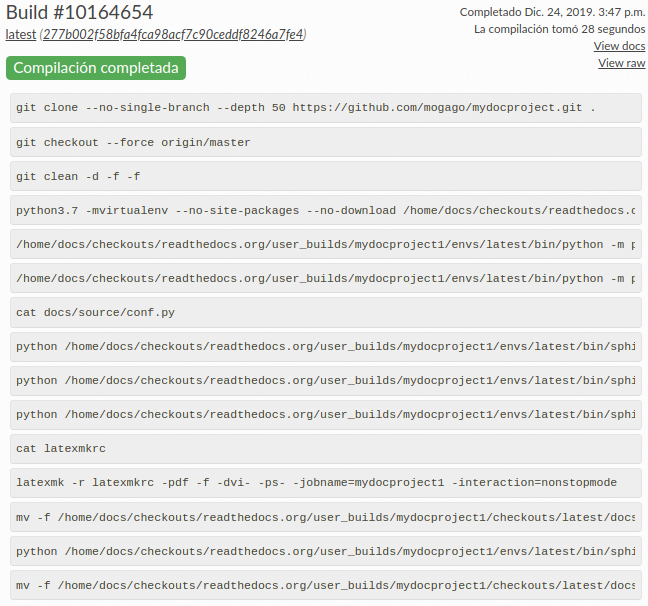 Build #10164654
Completado Dic. 24, 2019. 3:47 p.m.
latest (277b002f58bfa4fca98acf7c90ceddf8246a7fe4)
La compilación tomó 28 segundos
View docs
View raw
Compilación completada
git clone --no-single-branch --depth 50 https://github.com/mogago/mydocproject.git .
git checkout --force origin/master
git clean -d -f -f
python3.7 -mvirtualenv --no-site-packages --no-download /home/docs/checkouts/readthedocs.o
/home/docs/checkouts/readthedocs.org/user_builds/mydocproject1/envs/latest/bin/python -m p
/home/docs/checkouts/readthedocs.org/user_builds/mydocproject1/envs/latest/bin/python -m p
cat docs/source/conf.py
python /home/docs/checkouts/readthedocs.org/user_builds/mydocproject1/envs/latest/bin/sphi
python /home/docs/checkouts/readthedocs.org/user_builds/mydocproject1/envs/latest/bin/sphi
python /home/docs/checkouts/readthedocs.org/user_builds/mydocproject1/envs/latest/bin/sphi
cat latexmkrc
latexmk -r latexmkrc -pdf -f -dvi- -ps- -jobname=mydocproject1 -interaction=nonstopmode
mv -f /home/docs/checkouts/readthedocs.org/user_builds/mydocproject1/checkouts/latest/docs
python /home/docs/checkouts/readthedocs.org/user_builds/mydocproject1/envs/latest/bin/sphi
mv -f /home/docs/checkouts/readthedocs.org/user_builds/mydocproject1/checkouts/latest/docs